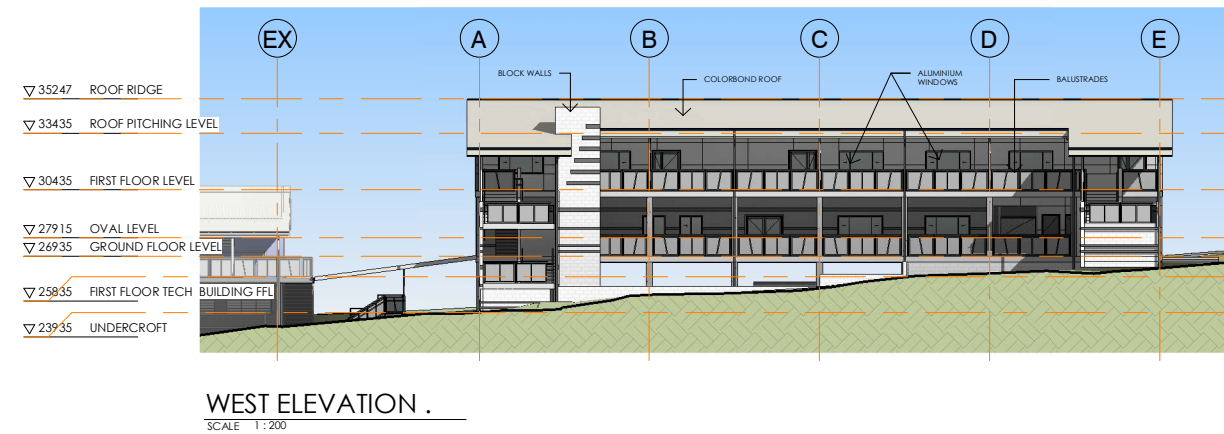 EX A B C D E
BLOCK WALLS
COLORBOND ROOF
ALUMINIUM
WINDOWS
BALUSTRADES
35247 ROOF RIDGE
33435 ROOF PITCHING LEVEL
30435 FIRST FLOOR LEVEL
27915 OVAL LEVEL
26935 GROUND FLOOR LEVEL
25835 FIRST FLOOR TECH BUILDING FFL
23935 UNDERCROFT
WEST ELEVATION .
SCALE 1 : 200